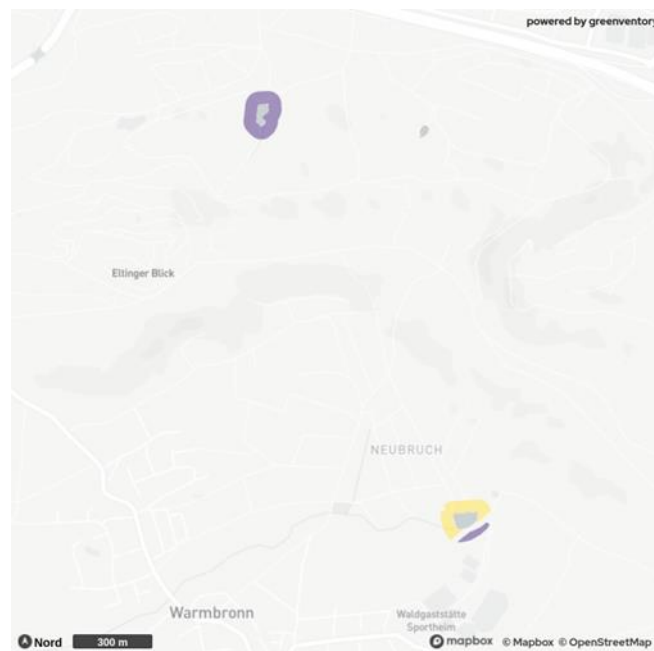 powered by greenventory
Eltinger Blick
NEUBRUCH
Warmbronn
Waldgaststätte
Sportheim
Nord 300 m
mapbox © Mapbox © OpenStreetMap